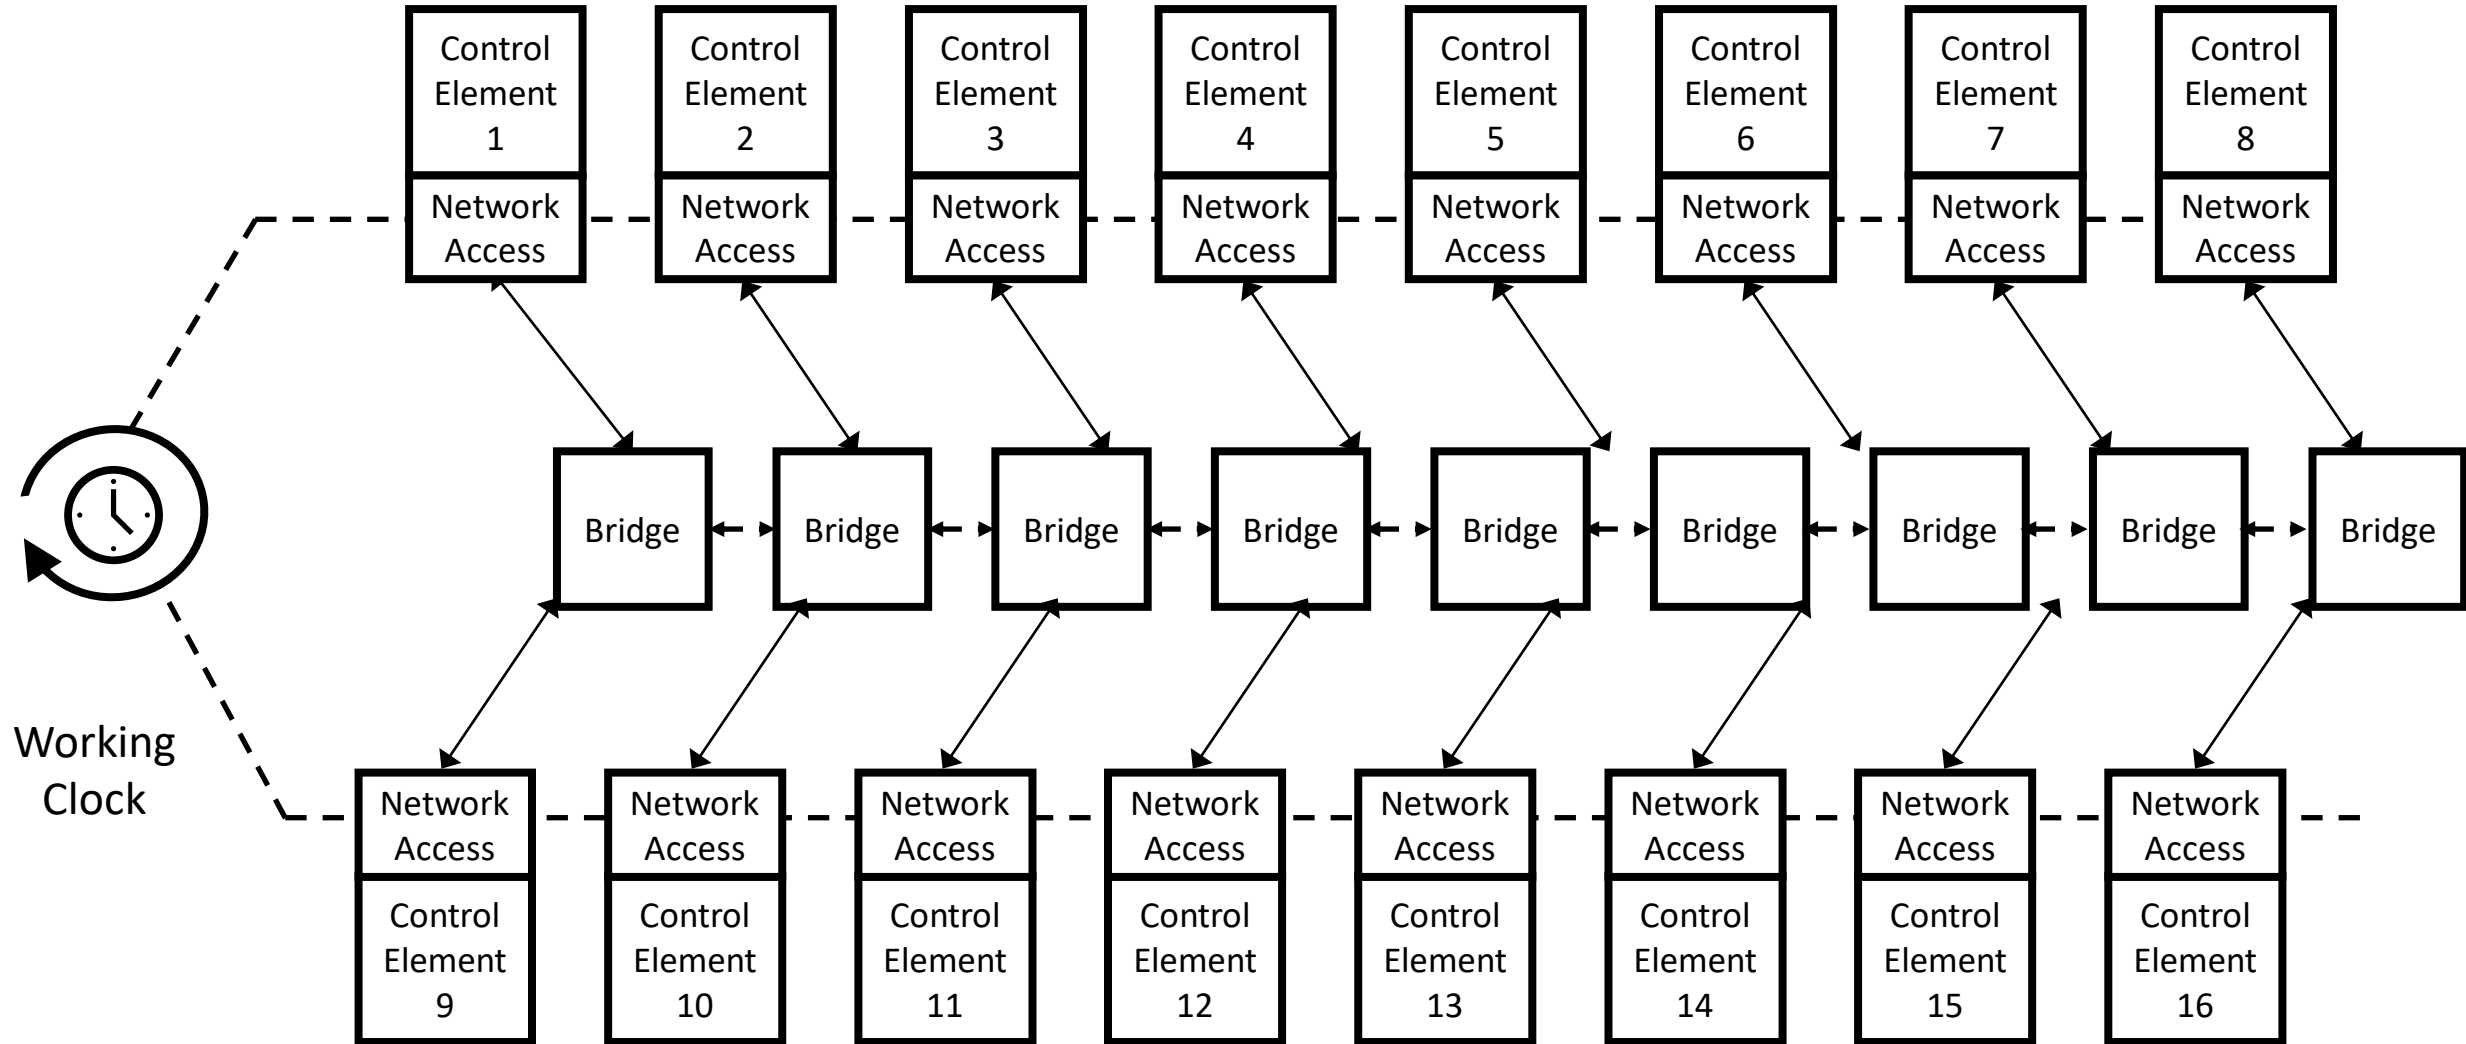 Control
Element
1
Network
Access
Control
Element
2
Network
Access
Control
Element
3
Network
Access
Control
Element
4
Network
Access
Control
Element
5
Network
Access
Control
Element
6
Network
Access
Control
Element
7
Network
Access
Control
Element
8
Network
Access
Bridge
Bridge
Bridge
Bridge
Bridge
Bridge
Bridge
Bridge
Bridge
Working
Clock
Network
Access
Control
Element
9
Network
Access
Control
Element
10
Network
Access
Control
Element
11
Network
Access
Control
Element
12
Network
Access
Control
Element
13
Network
Access
Control
Element
14
Network
Access
Control
Element
15
Network
Access
Control
Element
16